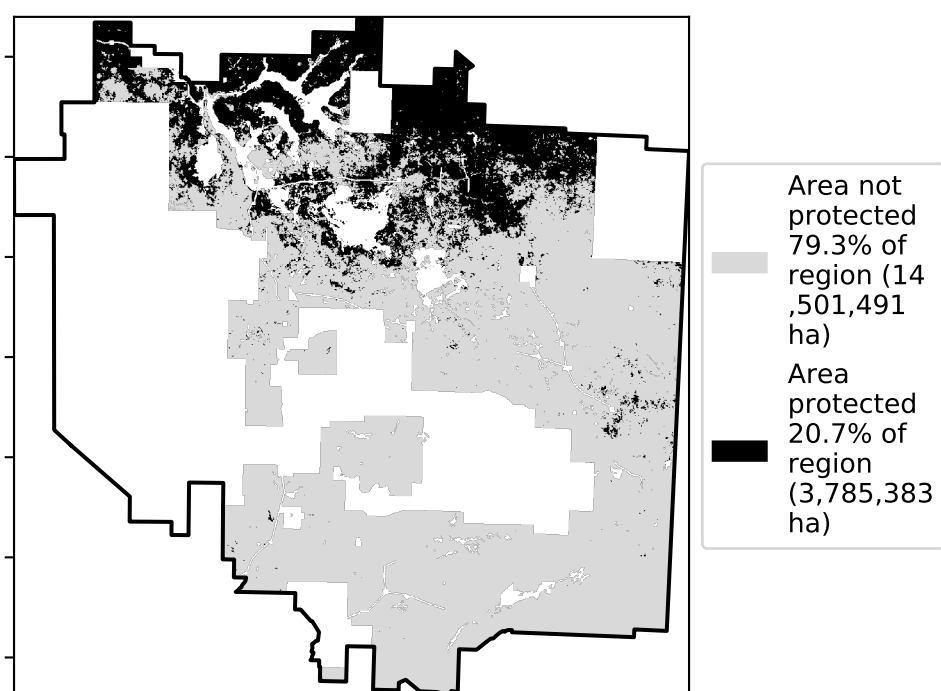 Area not
protected
79.3% of
region (14
,501,491
ha)
Area
protected
20.7% of
region
(3,785,383
ha)